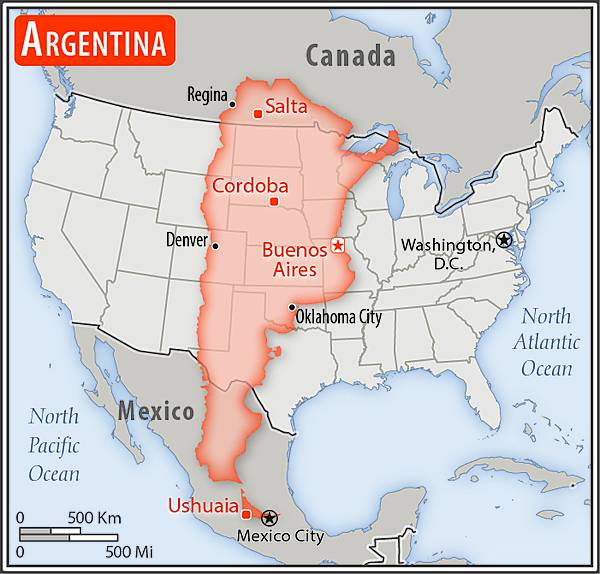 ARGENTINA
Canada
Regina
Salta
Cordoba
Denver
Buenos
Aires
Washington,
D.C.
Oklahoma City
North
Atlantic
Ocean
Mexico
North
Pacific
Ocean
Ushuaia
Mexico City
0 500 Km
0 500 Mi